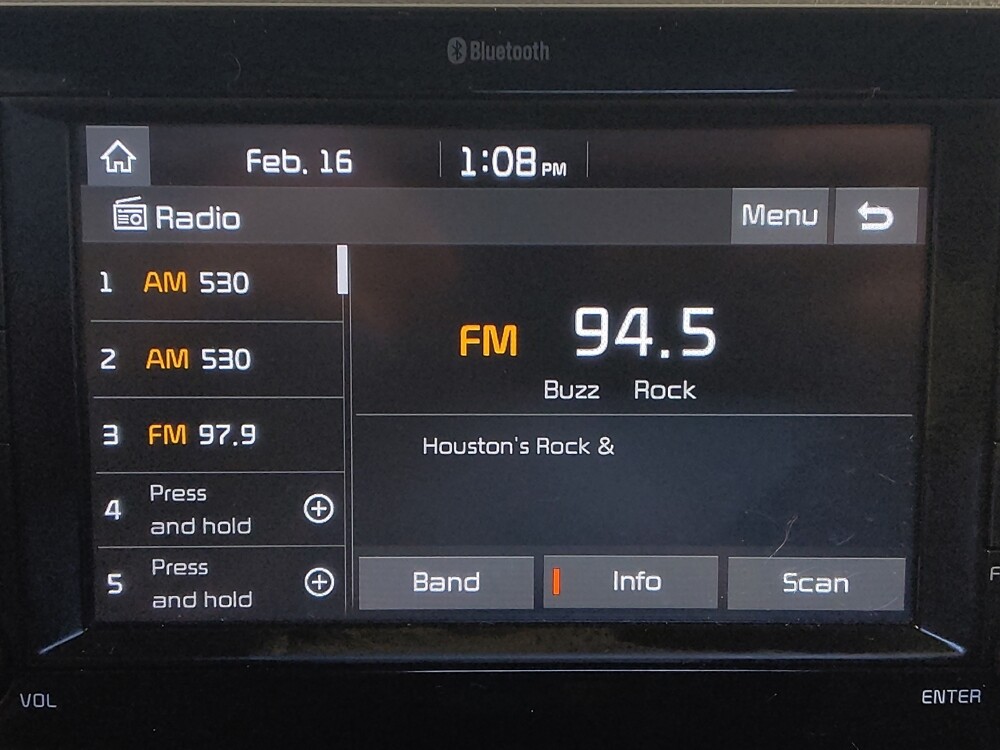 Bluetooth
Feb. 16 1:08 PM
Radio Menu
1 AM 530
2 AM 530
3 FM 97.9
4 Press and hold
5 Press and hold
FM 94.5
Buzz Rock
Houston's Rock &
Band Info Scan
VOL ENTER